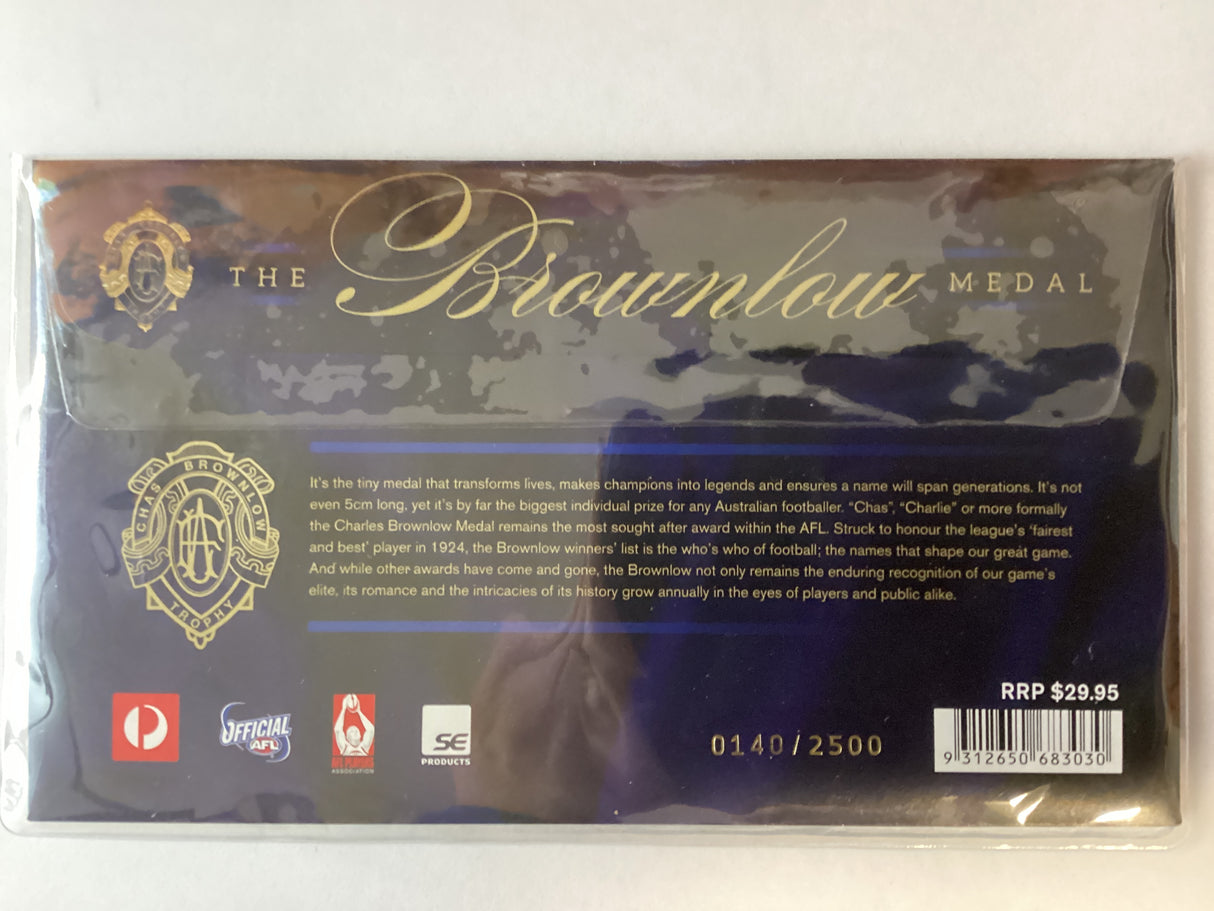 THE Brownlow MEDAL
CHAS BROWNLOW
TROPHY
It's the tiny medal that transforms lives, makes champions into legends and ensures a name will span generations. It's not
even 5cm long, yet it's by far the biggest individual prize for any Australian footballer. “Chas”, “Charlie” or more formally
the Charles Brownlow Medal remains the most sought after award within the AFL. Struck to honour the league's ‘fairest
and best’ player in 1924, the Brownlow winners’ list is the who's who of football; the names that shape our great game.
And while other awards have come and gone, the Brownlow not only remains the enduring recognition of our game's
elite, its romance and the intricacies of its history grow annually in the eyes of players and public alike.
RRP $29.95
OFFICIAL
AFL
AFL PLAYERS
ASSOCIATION
SE
PRODUCTS
0140/2500
9 312650 683030